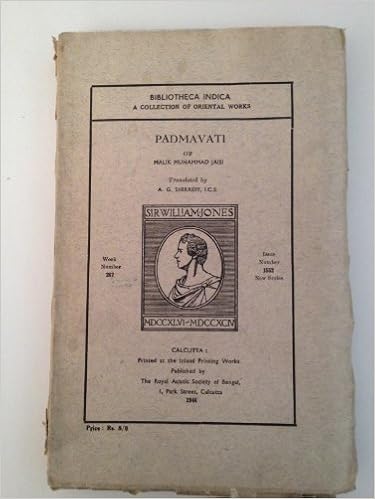 BIBLIOTHECA INDICA
A COLLECTION OF ORIENTAL WORKS
PADMAVATI
OF
MALIK MUHAMMAD JAISI
Translated by
A. G. SHIRREFF, I.C.S
SIR WILLIAM JONES
MDCCXLVI-MDCCXCIV
Work
Number
267
Issue
Number
1552
New Series
CALCUTTA :
Printed at the Inland Printing Works
Published by
The Royal Asiatic Society of Bengal,
1, Park Street, Calcutta
1944
Price : Rs. 8/8